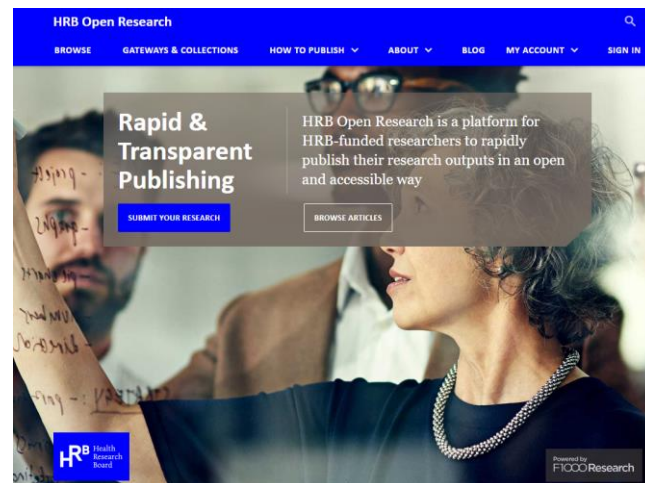 HRB Open Research
BROWSE GATEWAYS & COLLECTIONS HOW TO PUBLISH ABOUT BLOG MY ACCOUNT SIGN IN
Rapid &
Transparent
Publishing
SUBMIT YOUR RESEARCH
HRB Open Research is a platform for
HRB-funded researchers to rapidly
publish their research outputs in an open
and accessible way
BROWSE ARTICLES
- project
- graphs
HRB Health
Research
Board
Powered by
F1000Research